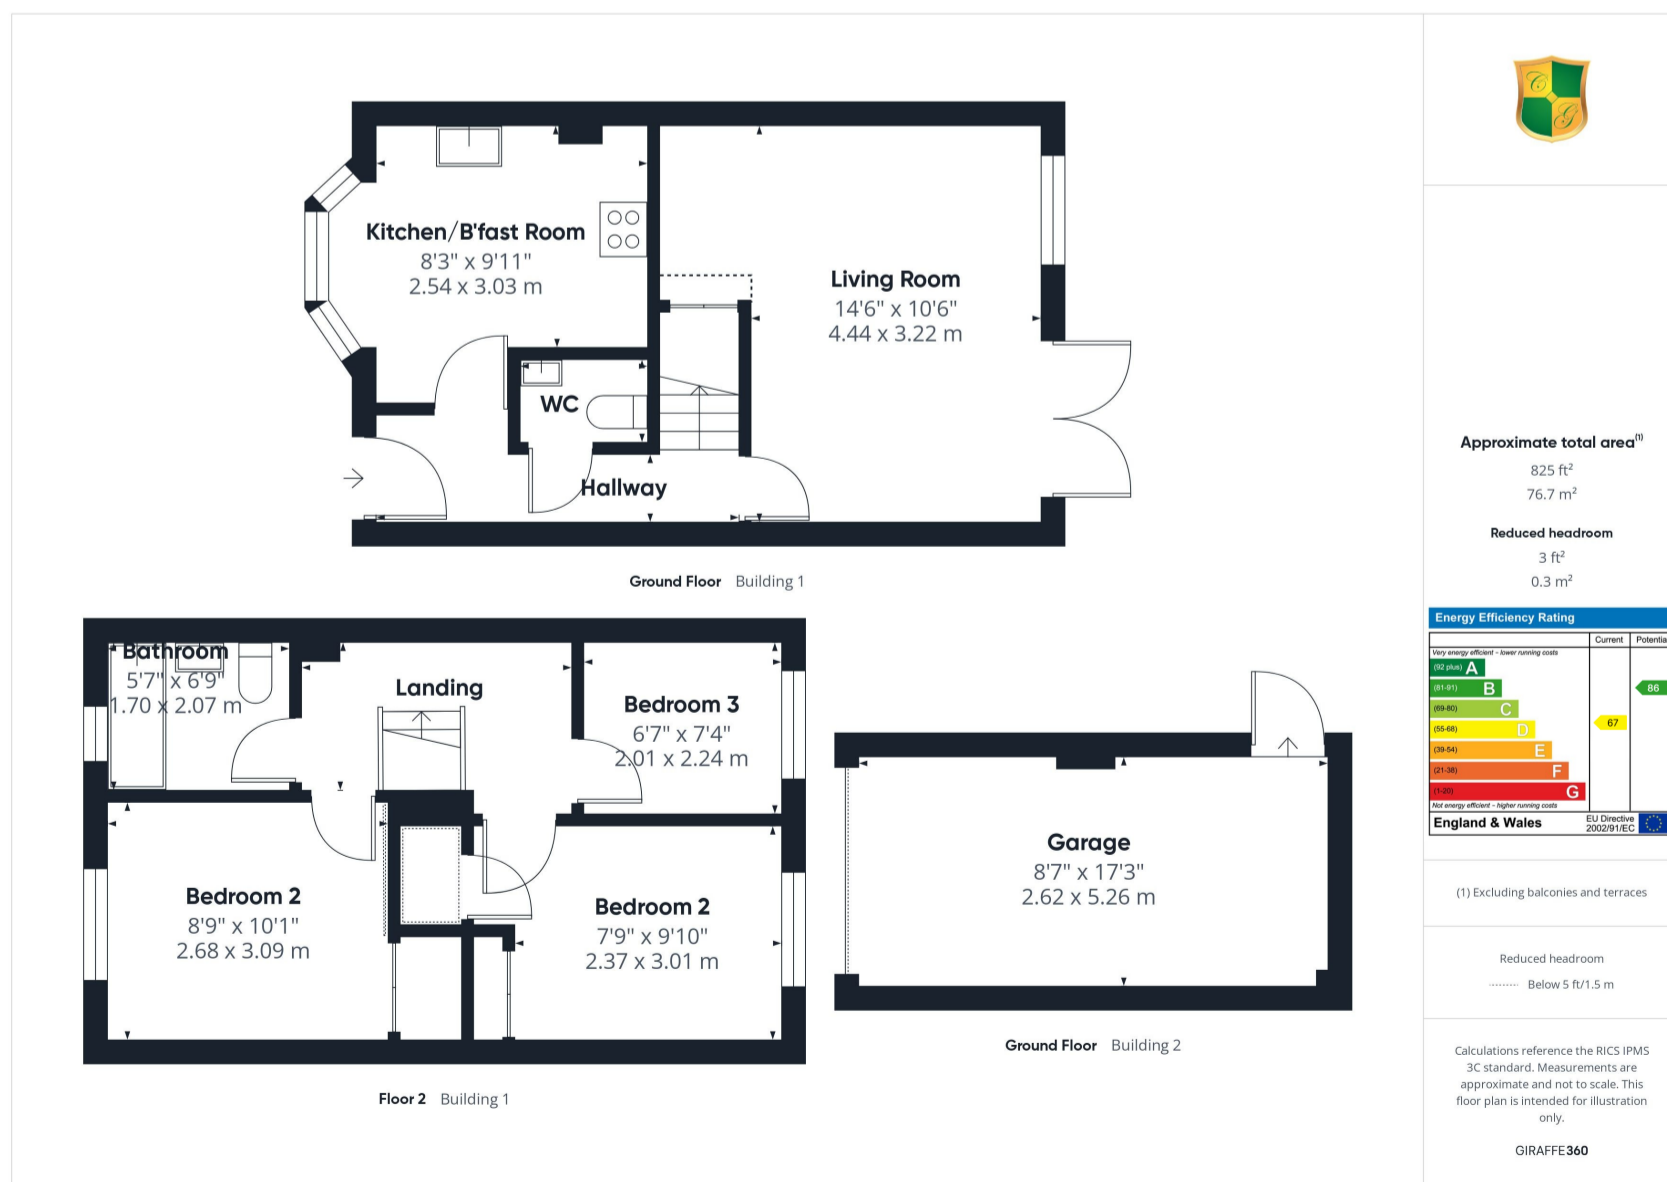 Kitchen/B'fast Room
8'3" x 9'11"
2.54 x 3.03 m
Living Room
14'6" x 10'6"
4.44 x 3.22 m
WC
Hallway
Ground Floor Building 1
Bathroom
5'7" x 6'9"
1.70 x 2.07 m
Landing
Bedroom 3
6'7" x 7'4"
2.01 x 2.24 m
Bedroom 2
8'9" x 10'1"
2.68 x 3.09 m
Bedroom 2
7'9" x 9'10"
2.37 x 3.01 m
Floor 2 Building 1
Garage
8'7" x 17'3"
2.62 x 5.26 m
Ground Floor Building 2
C
G
Approximate total area(1)
825 ft²
76.7 m²
Reduced headroom
3 ft²
0.3 m²
Energy Efficiency Rating
Current Potentia
Very energy efficient - lower running costs
(92 plus) A
(81-91) B
86
(69-80) C
67
(55-68) D
(39-54) E
(21-38) F
(1-20) G
Not energy efficient - higher running costs
England & Wales
EU Directive
2002/91/EC
(1) Excluding balconies and terraces
Reduced headroom
Below 5 ft/1.5 m
Calculations reference the RICS IPMS
3C standard. Measurements are
approximate and not to scale. This
floor plan is intended for illustration
only.
GIRAFFE360